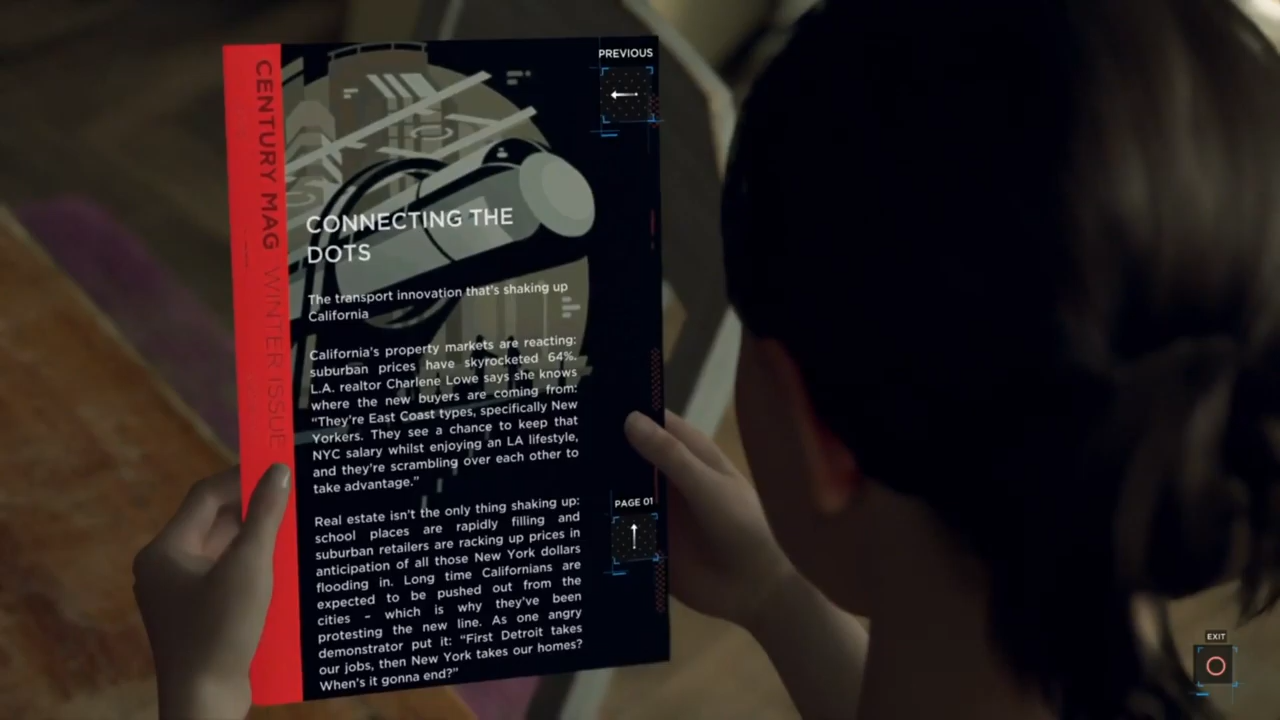 CENTURY MAG WINTER ISSUE
PREVIOUS
CONNECTING THE
DOTS
The transport innovation that's shaking up
California
California's property markets are reacting:
suburban prices have skyrocketed 64%.
L.A. realtor Charlene Lowe says she knows
where the new buyers are coming from:
"They're East Coast types, specifically New
Yorkers. They see a chance to keep that
NYC salary whilst enjoying an LA lifestyle,
and they're scrambling over each other to
take advantage."
Real estate isn't the only thing shaking up:
school places are rapidly filling and
suburban retailers are racking up prices in
anticipation of all those New York dollars
flooding in. Long time Californians are
expected to be pushed out from the
cities - which is why they've been
protesting the new line. As one angry
demonstrator put it: "First Detroit takes
our jobs, then New York takes our homes?
When's it gonna end?"
PAGE 01
EXIT